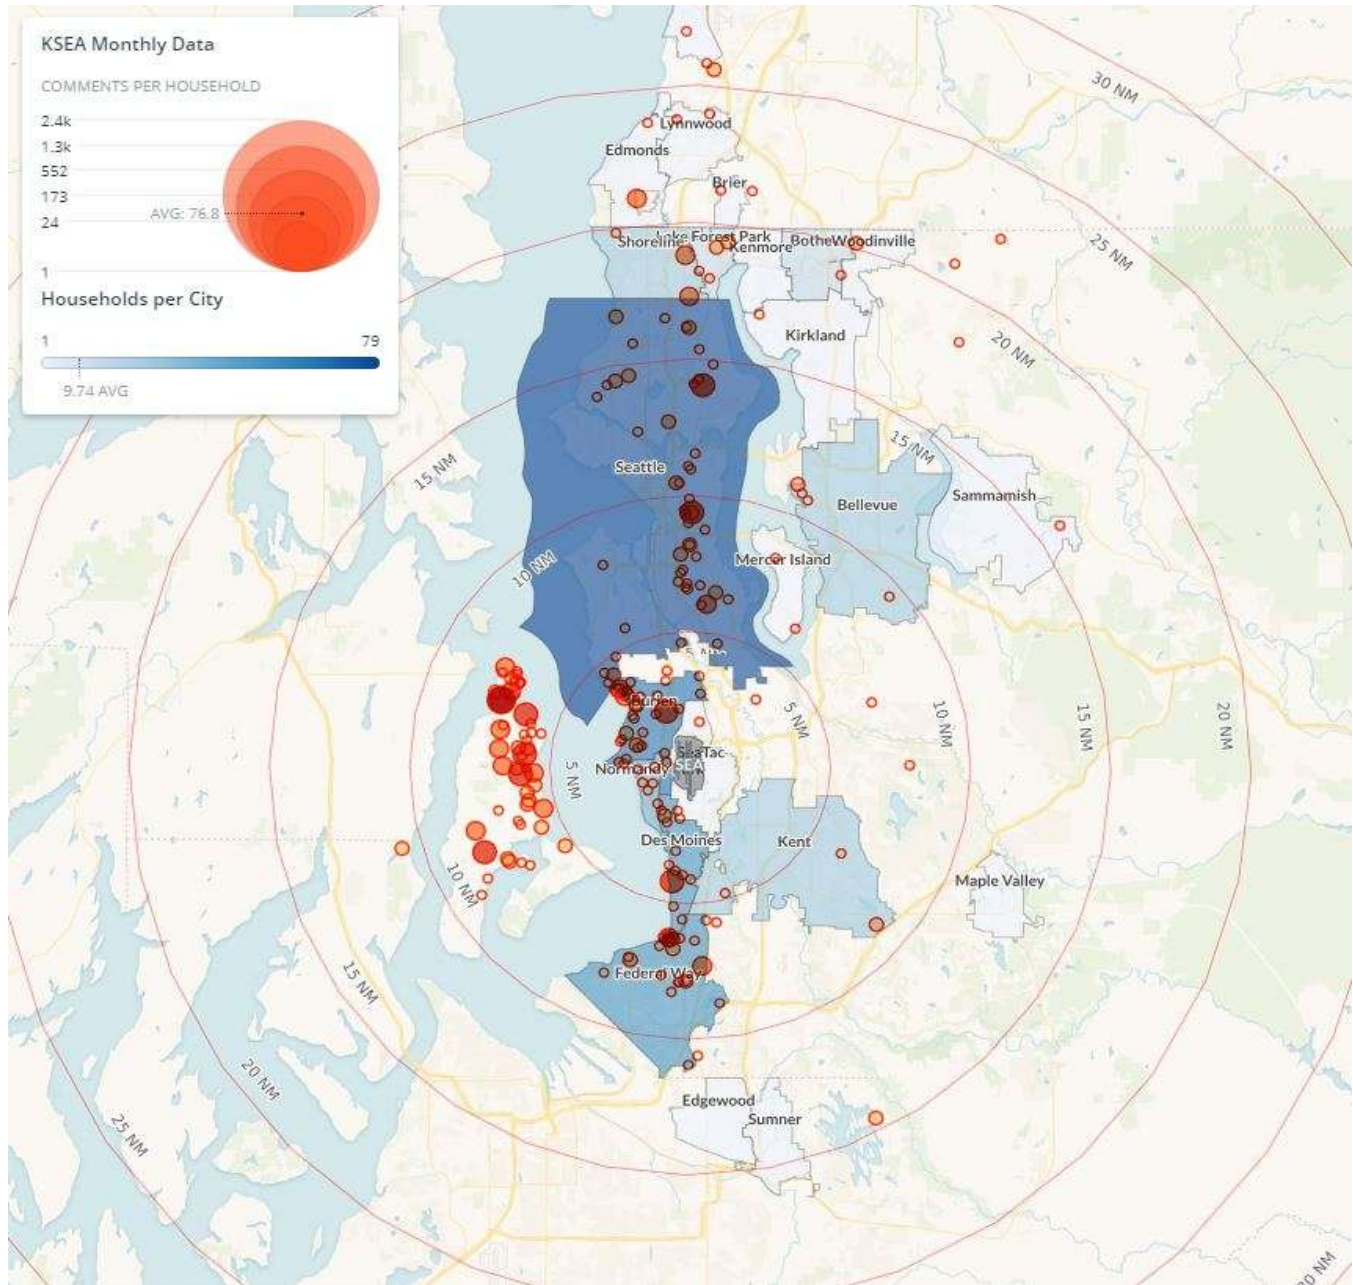 KSEA Monthly Data
COMMENTS PER HOUSEHOLD
2.4k
1.3k
552
173
AVG: 76.8
24
1
Households per City
1 79
9.74 AVG
30 NM
Lynnwood
Edmonds
Brier
Lake Forest Park
Shoreline
Kenmore
Bothe
Woodinville
25 NM
Kirkland
20 NM
15 NM
15 NM
Seattle
Bellevue
Sammamish
Mercer Island
10 NM
5 NM
Burien
5 NM
10 NM
15 NM
20 NM
SeaTac
SEA
Normandy
5 NM
Des Moines
Kent
10 NM
Maple Valley
Federal Way
15 NM
20 NM
Edgewood
Sumner
25 NM